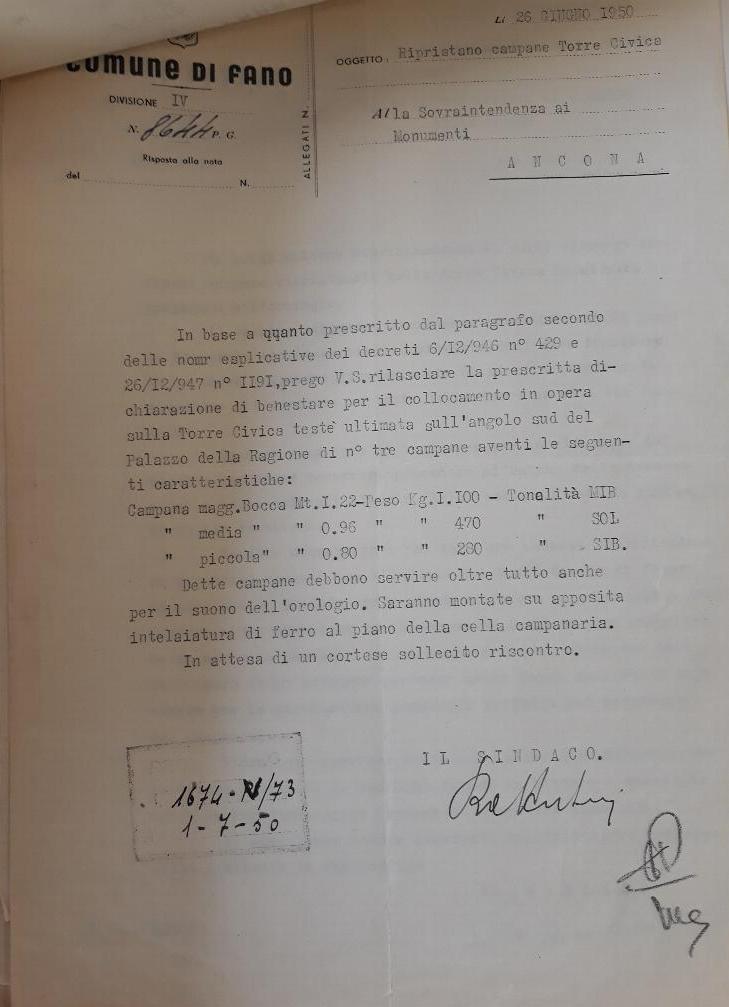 Li 26 GIUGNO 1950
COMUNE DI FANO
OGGETTO: Ripristano campane Torre Civica
DIVISIONE IV
N. 8644 P. G.
Risposta alla nota
del N.
ALLEGATI N.
Alla Sovraintendenza ai
Monumenti
A N C O N A
In base a qqanto prescritto dal paragrafo secondo
delle nomr esplicative dei decreti 6/I2/946 n° 429 e
26/I2/947 n° II9I,prego V.S.rilasciare la prescritta di-
chiarazione di benestare per il collocamento in opera
sulla Torre Civica testè ultimata sull'angolo sud del
Palazzo della Ragione di n° tre campane aventi le seguen-
ti caratteristiche:
Campana magg.Bocca Mt.I.22-Peso Kg.I.I00 - Tonalità MIB
" media " " 0.96 " " 470 " SOL
" piccola" " 0.80 " " 280 " SIB.
Dette campane debbono servire oltre tutto anche
per il suono dell'orologio. Saranno montate su apposita
intelaiatura di ferro al piano della cella campanaria.
In attesa di un cortese sollecito riscontro.
I L S I N D A C O.
1-7-50